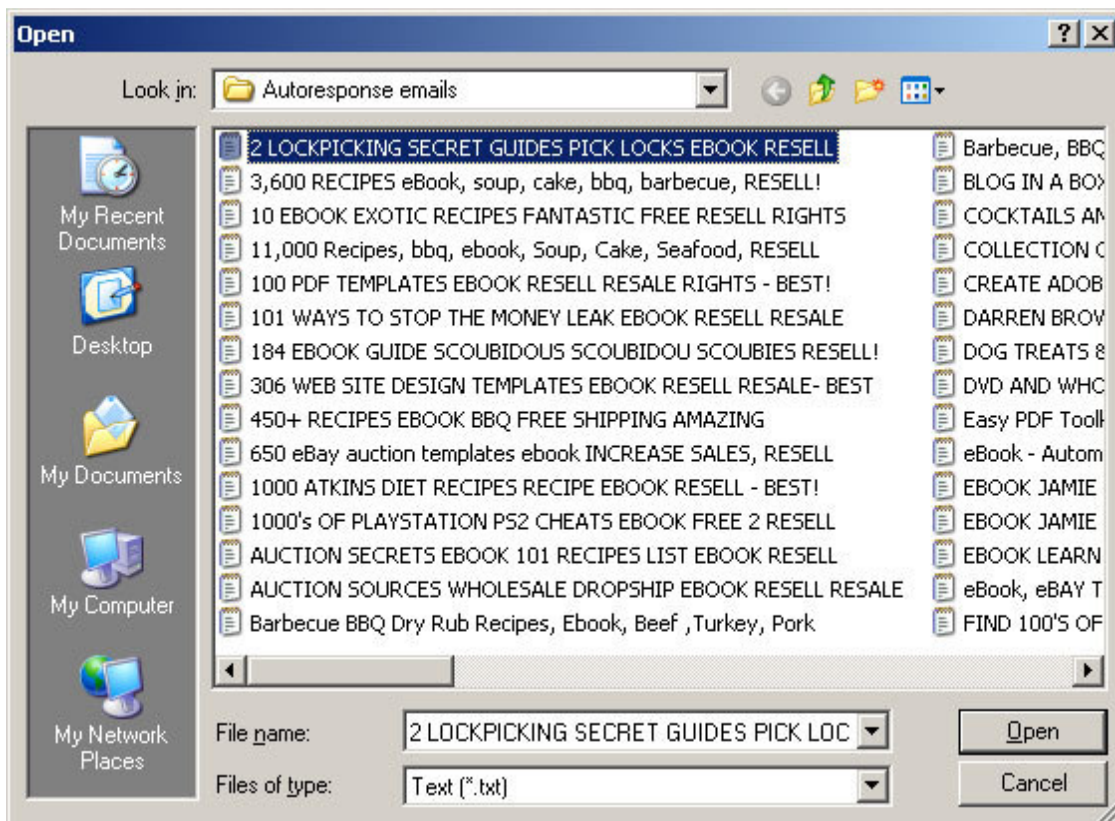 Open
Look in:
Autoresponse emails
My Recent
Documents
Desktop
My Documents
My Computer
My Network
Places
2 LOCKPICKING SECRET GUIDES PICK LOCKS EBOOK RESELL
3,600 RECIPES eBook, soup, cake, bbq, barbecue, RESELL!
10 EBOOK EXOTIC RECIPES FANTASTIC FREE RESELL RIGHTS
11,000 Recipes, bbq, ebook, Soup, Cake, Seafood, RESELL
100 PDF TEMPLATES EBOOK RESELL RESALE RIGHTS - BEST!
101 WAYS TO STOP THE MONEY LEAK EBOOK RESELL RESALE
184 EBOOK GUIDE SCOUBIDOUS SCOUBIDOU SCOUBIES RESELL!
306 WEB SITE DESIGN TEMPLATES EBOOK RESELL RESALE- BEST
450+ RECIPES EBOOK BBQ FREE SHIPPING AMAZING
650 eBay auction templates ebook INCREASE SALES, RESELL
1000 ATKINS DIET RECIPES RECIPE EBOOK RESELL - BEST!
1000's OF PLAYSTATION PS2 CHEATS EBOOK FREE 2 RESELL
AUCTION SECRETS EBOOK 101 RECIPES LIST EBOOK RESELL
AUCTION SOURCES WHOLESALE DROPSHIP EBOOK RESELL RESALE
Barbecue BBQ Dry Rub Recipes, Ebook, Beef ,Turkey, Pork
Barbecue, BBQ
BLOG IN A BOX
COCKTAILS AN
COLLECTION
CREATE ADOB
DARREN BROW
DOG TREATS &
DVD AND WHO
Easy PDF Toolk
eBook - Autom
EBOOK JAMIE
EBOOK JAMIE
EBOOK LEARN
eBook, eBAY T
FIND 100'S OF
File name:
2 LOCKPICKING SECRET GUIDES PICK LOC
Open
Files of type:
Text (*.txt)
Cancel